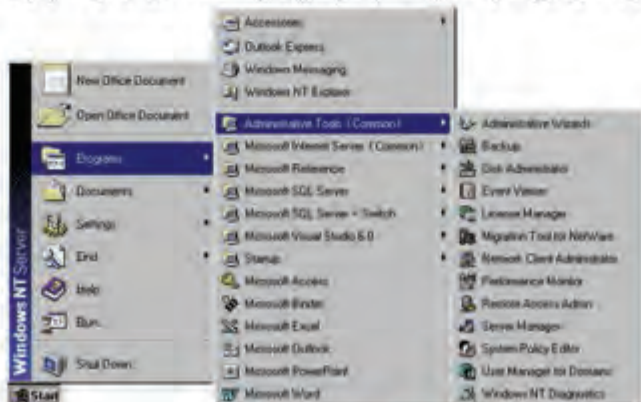 Accessories
Outlook Express
Windows Messaging
Windows NT Explorer
Administrative Tools (Common)
Microsoft Internet Server (Common)
Microsoft Reference
Microsoft SQL Server
Microsoft SQL Server - Switch
Microsoft Visual Studio 6.0
Startup
Microsoft Access
Microsoft Binder
Microsoft Excel
Microsoft Outlook
Microsoft PowerPoint
Microsoft Word
New Office Document
Open Office Document
Programs
Documents
Settings
Find
Help
Run...
Shut Down...
Windows NT Server
Start
Administrative Wizards
Backup
Disk Administrator
Event Viewer
License Manager
Migration Tool for NetWare
Network Client Administrator
Performance Monitor
Remote Access Admin
Server Manager
System Policy Editor
User Manager for Domains
Windows NT Diagnostics